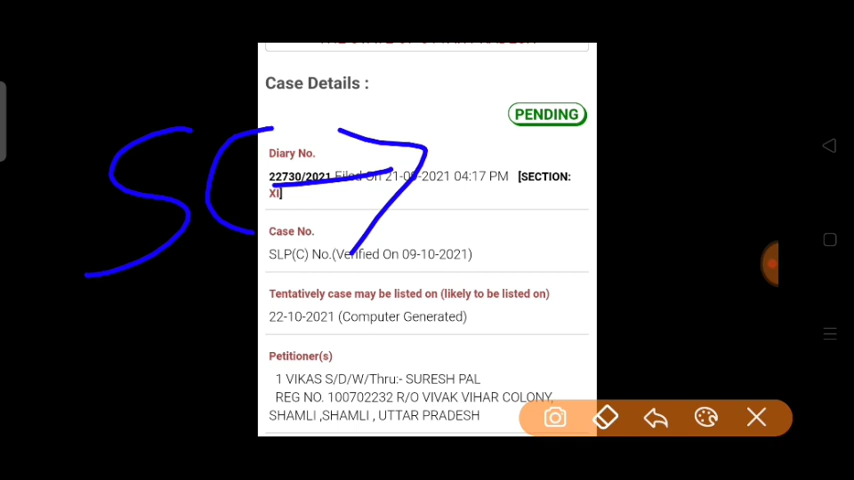 Case Details :
PENDING
Diary No.
22730/2021 Filed On 21-09-2021 04:17 PM [SECTION:
XI]
SC
Case No.
SLP(C) No.(Verified On 09-10-2021)
Tentatively case may be listed on (likely to be listed on)
22-10-2021 (Computer Generated)
Petitioner(s)
1 VIKAS S/D/W/Thru:- SURESH PAL
REG NO. 100702232 R/O VIVAK VIHAR COLONY,
SHAMLI ,SHAMLI , UTTAR PRADESH